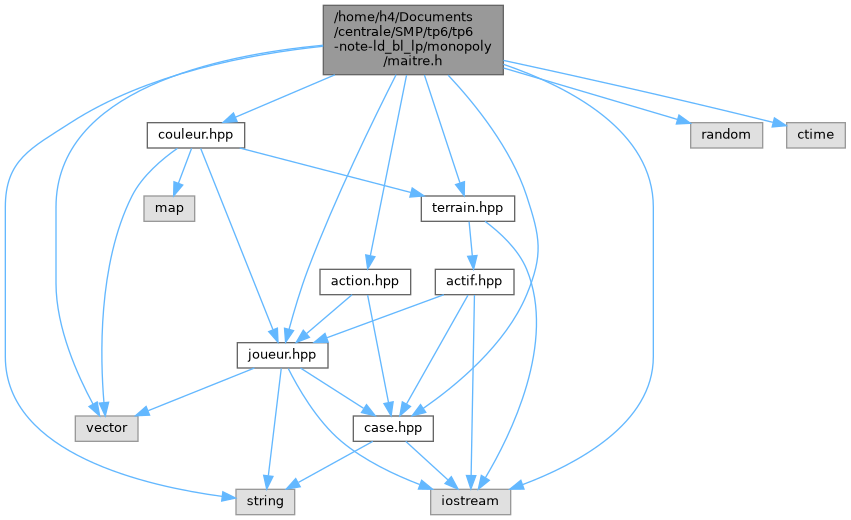 /home/h4/Documents
/centrale/SMP/tp6/tp6
-note-ld_bl_lp/monopoly
/maitre.h
couleur.hpp
random
ctime
map
terrain.hpp
action.hpp
actif.hpp
joueur.hpp
vector
case.hpp
string
iostream